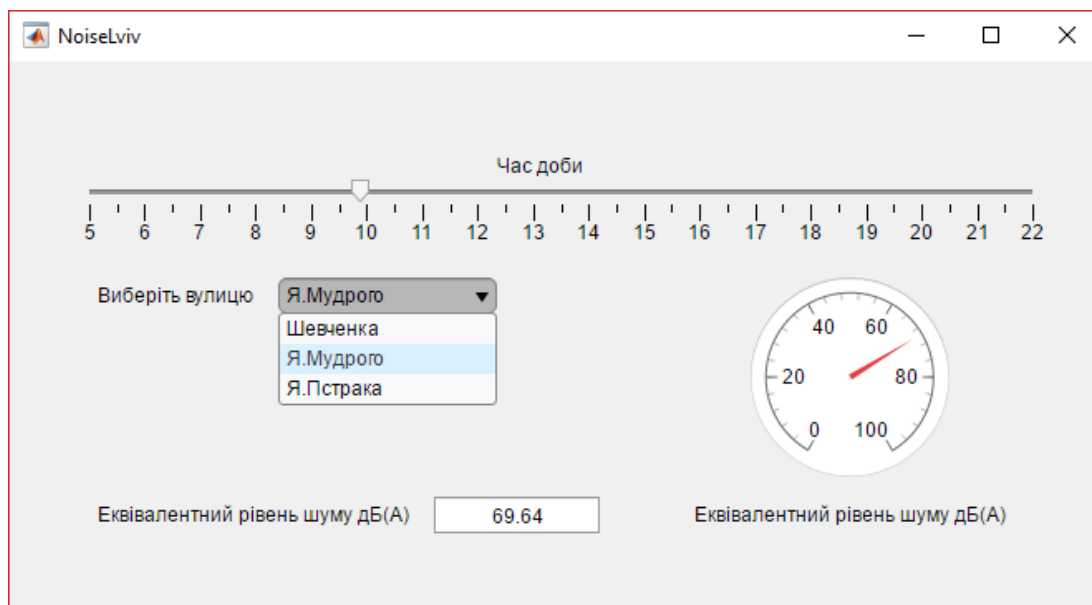 NoiseLviv
Час доби
5 6 7 8 9 10 11 12 13 14 15 16 17 18 19 20 21 22
Виберіть вулицю Я.Мудрого
Шевченка
Я.Мудрого
Я.Пстрака
40 60
20 80
0 100
Еквівалентний рівень шуму дБ(А) 69.64 Еквівалентний рівень шуму дБ(А)